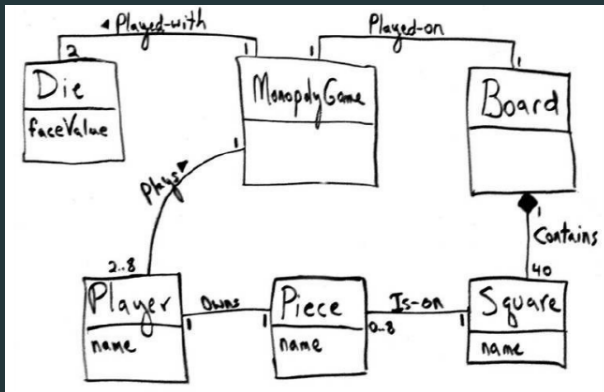 ◄ Played-with
Played-on
2
1
1
1
Die
faceValue
MonopolyGame
Board
1
Plays ►
1
Contains
2..8
40
Player
name
Owns
1
1
Piece
name
Is-on
0-8
1
Square
name